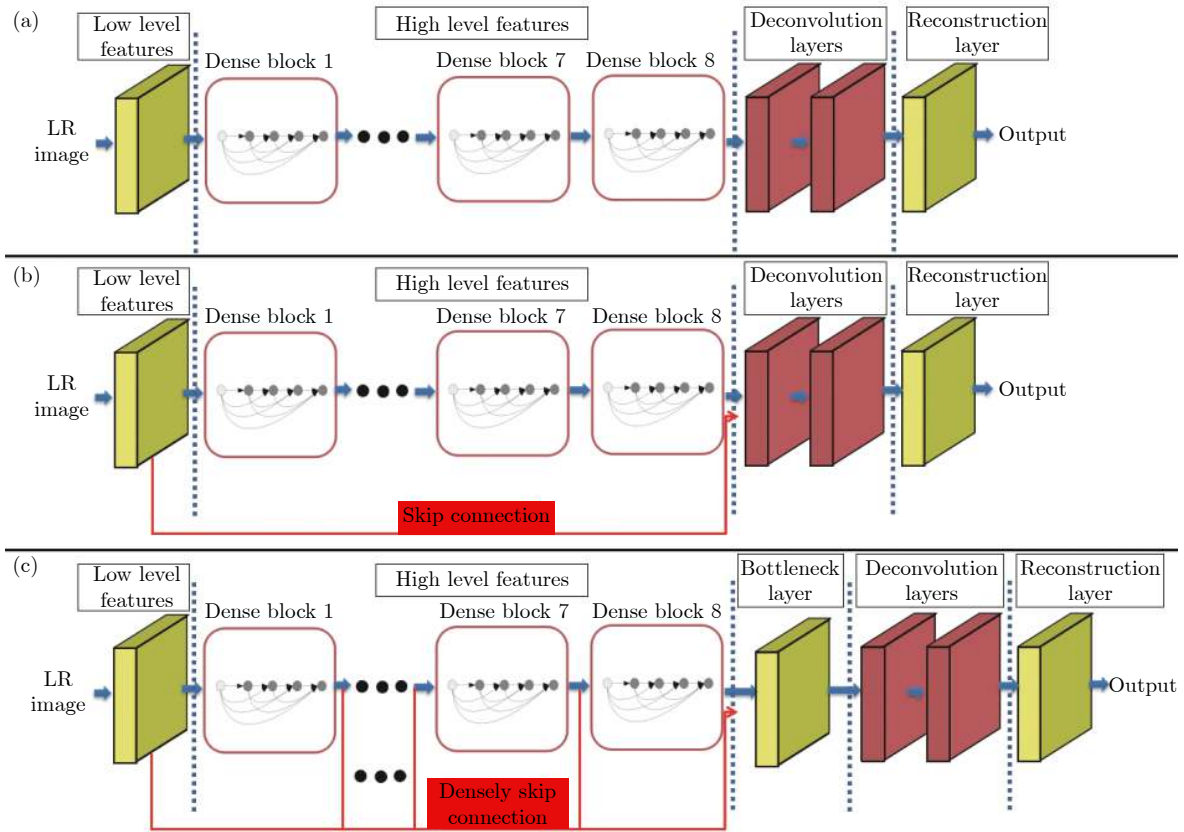 (a)
Low level
features
High level features
Deconvolution
layers
Reconstruction
layer
Dense block 1
Dense block 7
Dense block 8
LR
image
Output
(b)
Low level
features
High level features
Deconvolution
layers
Reconstruction
layer
Dense block 1
Dense block 7
Dense block 8
LR
image
Output
Skip connection
(c)
Low level
features
High level features
Bottleneck
layer
Deconvolution
layers
Reconstruction
layer
Dense block 1
Dense block 7
Dense block 8
LR
image
Output
Densely skip
connection